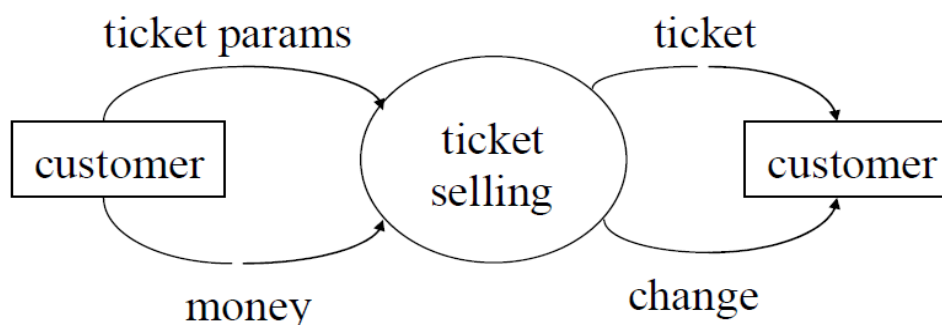 ticket params
ticket
customer
ticket
selling
customer
money
change